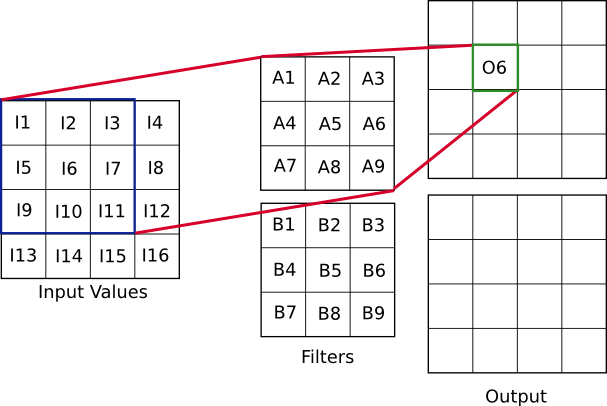 I1 I2 I3 I4
I5 I6 I7 I8
I9 I10 I11 I12
I13 I14 I15 I16
Input Values
A1 A2 A3
A4 A5 A6
A7 A8 A9
B1 B2 B3
B4 B5 B6
B7 B8 B9
Filters
O6
Output